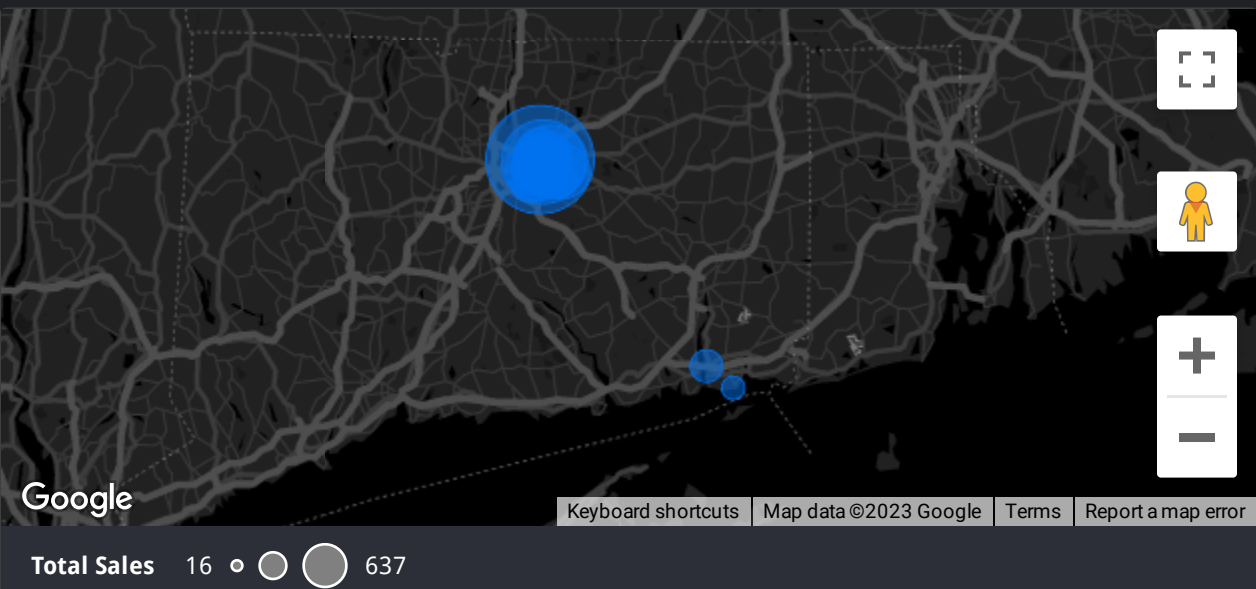 Google
Keyboard shortcuts
Map data ©2023 Google
Terms
Report a map error
Total Sales 16 637